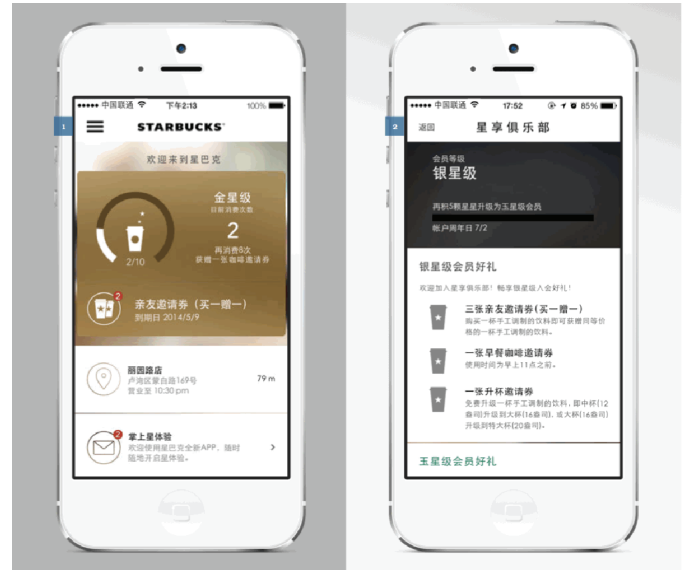 1
●●●●● 中国联通 下午2:13 100%
STARBUCKS™
欢迎来到星巴克
金星级
目前消费次数
2
再消费8次
获赠一张咖啡邀请券
2/10
2
亲友邀请券（买一赠一）
到期日 2014/5/9
丽园路店
卢湾区蒙自路169号
营业至 10:30 pm
79 m
2
掌上星体验
欢迎使用星巴克全新APP，随时
随地开启星体验。
2
●●●●● 中国联通 17:52 85%
返回 星享俱乐部
会员等级
银星级
再积5颗星星升级为玉星级会员
帐户周年日 7/2
银星级会员好礼
欢迎加入星享俱乐部！畅享银星级入会好礼！
三张亲友邀请券（买一赠一）
购买一杯手工调制的饮料即可获赠同等价
格的一杯手工调制的饮料。
一张早餐咖啡邀请券
使用时间为早上11点之前。
一张升杯邀请券
免费升级一杯手工调制的饮料，即中杯(12
盎司)升级到大杯(16盎司)，或大杯(16盎司)
升级到特大杯(20盎司)。
玉星级会员好礼